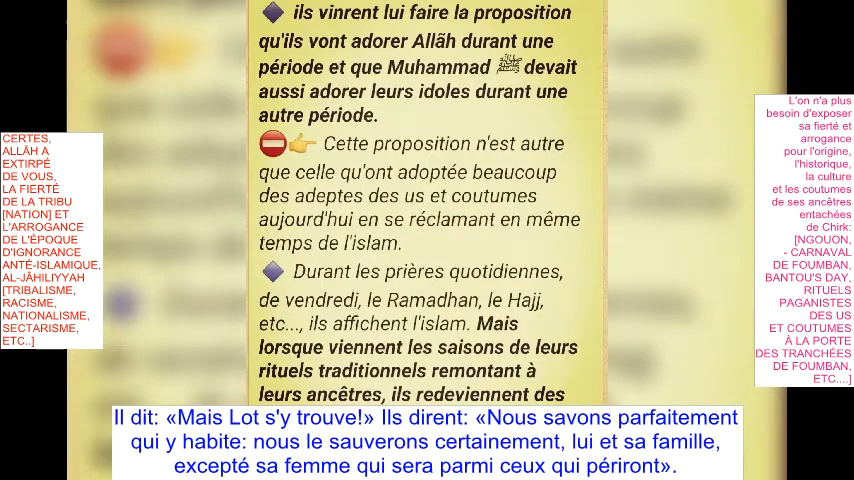 🔷 ils vinrent lui faire la proposition
qu'ils vont adorer Allãh durant une
période et que Muhammad ﷺ devait
aussi adorer leurs idoles durant une
autre période.
⛔👉 Cette proposition n'est autre
que celle qu'ont adoptée beaucoup
des adeptes des us et coutumes
aujourd'hui en se réclamant en même
temps de l'islam.
🔷 Durant les prières quotidiennes,
de vendredi, le Ramadhan, le Hajj,
etc..., ils affichent l'islam. Mais
lorsque viennent les saisons de leurs
rituels traditionnels remontant à
leurs ancêtres, ils redeviennent des
CERTES,
ALLÃH A
EXTIRPÉ
DE VOUS,
LA FIERTÉ
DE LA TRIBU
[NATION] ET
L'ARROGANCE
DE L'ÉPOQUE
D'IGNORANCE
ANTÉ-ISLAMIQUE,
AL-JÃHILIYYAH
[TRIBALISME,
RACISME,
NATIONALISME,
SECTARISME,
ETC..]
L'on n'a plus
besoin d'exposer
sa fierté et
arrogance
pour l'origine,
l'historique,
la culture
et les coutumes
de ses ancêtres
entachées
de Chirk:
[NGOUON,
- CARNAVAL
DE FOUMBAN,
BANTOU'S DAY,
RITUELS
PAGANISTES
DES US
ET COUTUMES
À LA PORTE
DES TRANCHÉES
DE FOUMBAN,
ETC....]
Il dit: «Mais Lot s'y trouve!» Ils dirent: «Nous savons parfaitement
qui y habite: nous le sauverons certainement, lui et sa famille,
excepté sa femme qui sera parmi ceux qui périront».